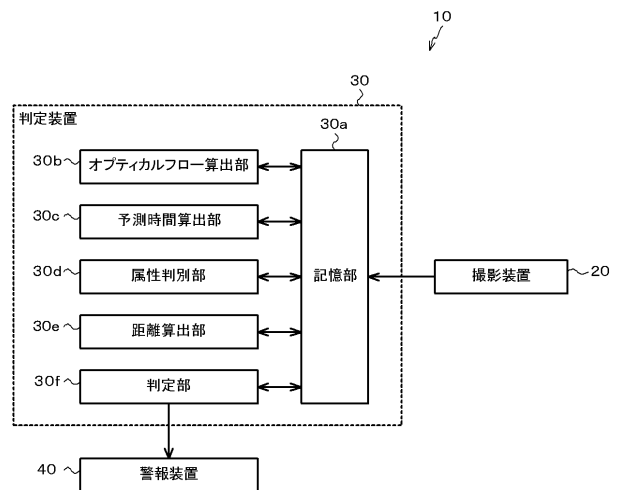 10
30
判定装置
30a
30b
オプティカルフロー算出部
30c
予測時間算出部
30d
属性判別部
記憶部
撮影装置
20
30e
距離算出部
30f
判定部
40
警報装置